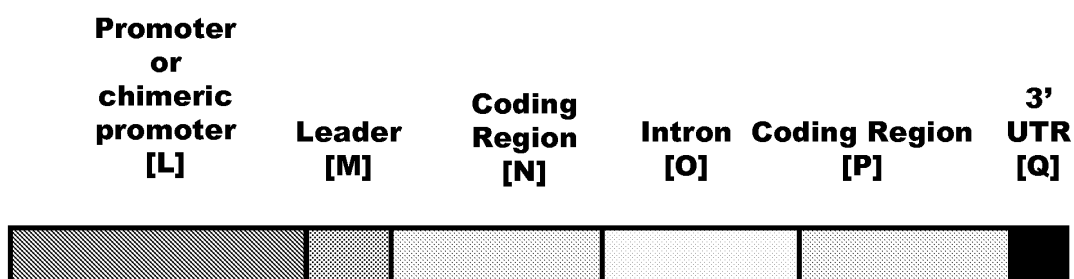 Promoter
or
chimeric
promoter
[L]
Leader
[M]
Coding
Region
[N]
Intron
[O]
Coding Region
[P]
3’
UTR
[Q]